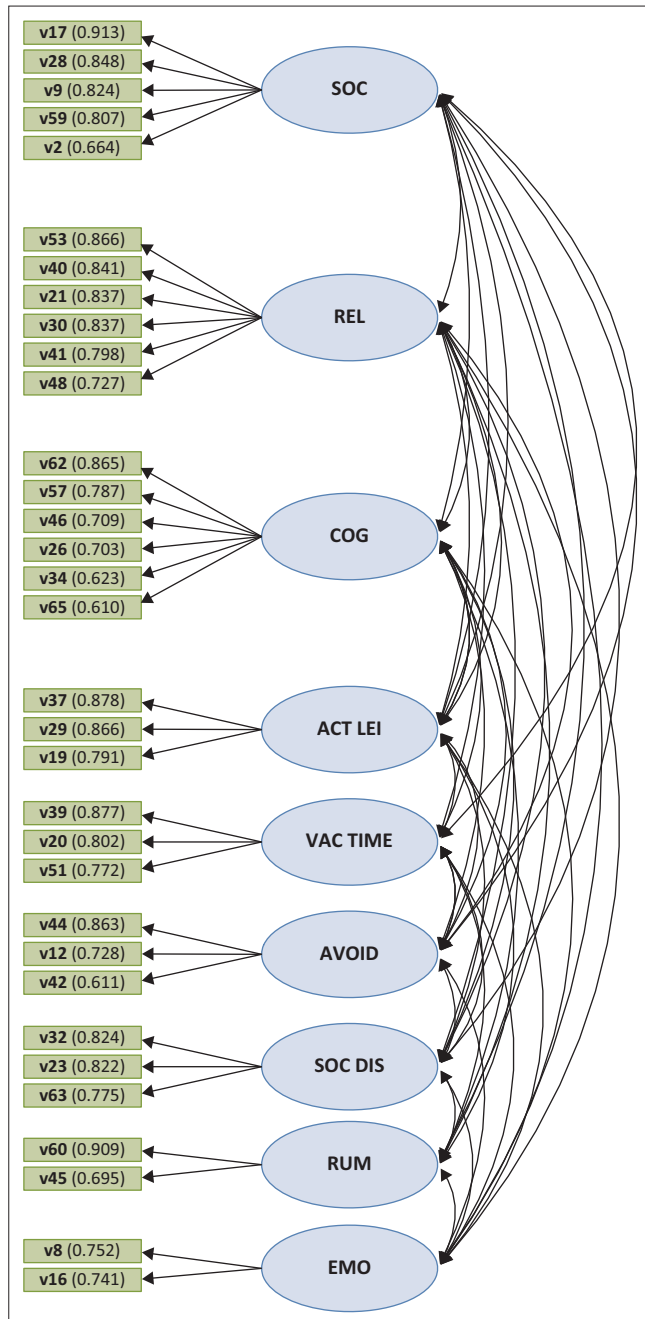 v17 (0.913)
v28 (0.848)
v9 (0.824)
v59 (0.807)
v2 (0.664)
SOC
v53 (0.866)
v40 (0.841)
v21 (0.837)
v30 (0.837)
v41 (0.798)
v48 (0.727)
REL
v62 (0.865)
v57 (0.787)
v46 (0.709)
v26 (0.703)
v34 (0.623)
v65 (0.610)
COG
v37 (0.878)
v29 (0.866)
v19 (0.791)
ACT LEI
v39 (0.877)
v20 (0.802)
v51 (0.772)
VAC TIME
v44 (0.863)
v12 (0.728)
v42 (0.611)
AVOID
v32 (0.824)
v23 (0.822)
v63 (0.775)
SOC DIS
v60 (0.909)
v45 (0.695)
RUM
v8 (0.752)
v16 (0.741)
EMO